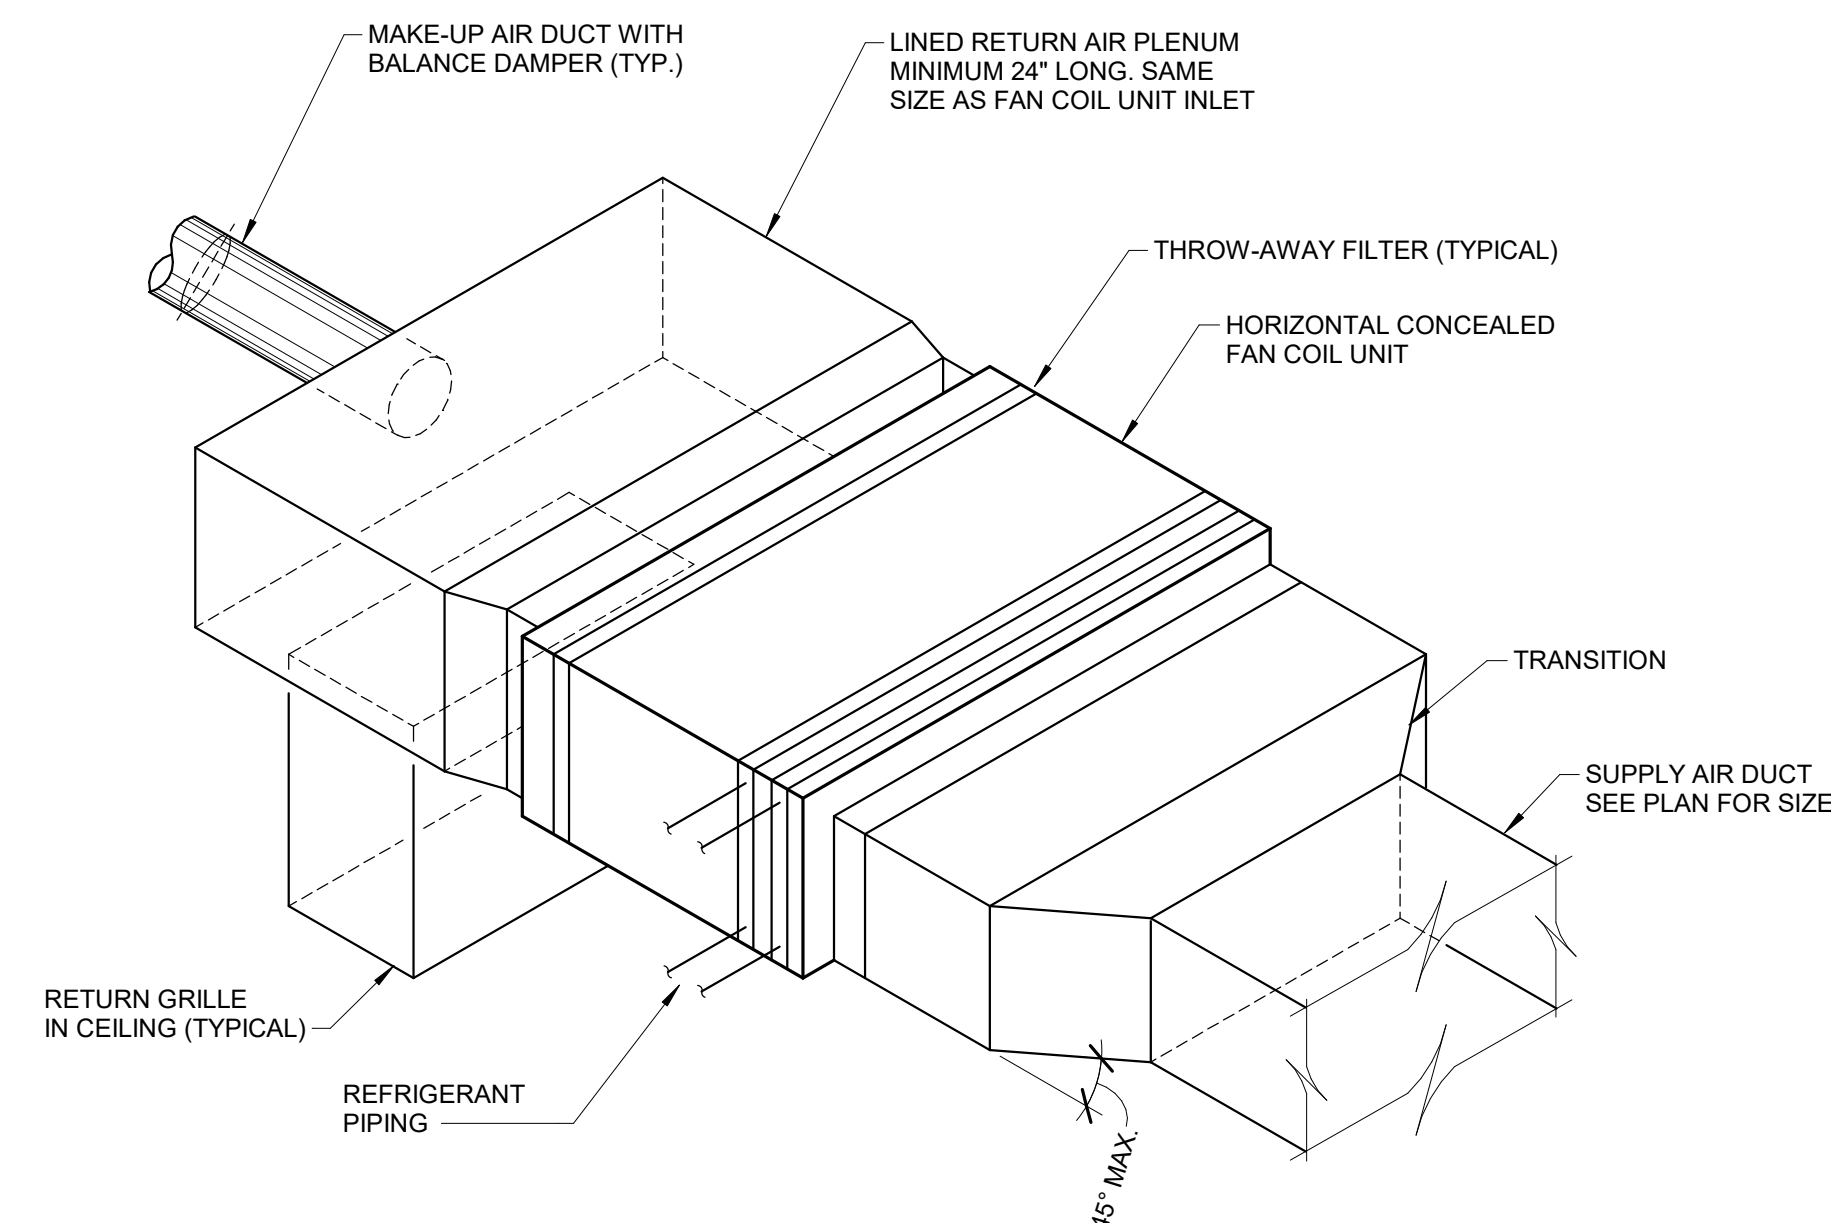 MAKE-UP AIR DUCT WITH
BALANCE DAMPER (TYP.)
LINED RETURN AIR PLENUM
MINIMUM 24" LONG. SAME
SIZE AS FAN COIL UNIT INLET
THROW-AWAY FILTER (TYPICAL)
HORIZONTAL CONCEALED
FAN COIL UNIT
TRANSITION
SUPPLY AIR DUCT
SEE PLAN FOR SIZE
RETURN GRILLE
IN CEILING (TYPICAL)
REFRIGERANT
PIPING
45° MAX.